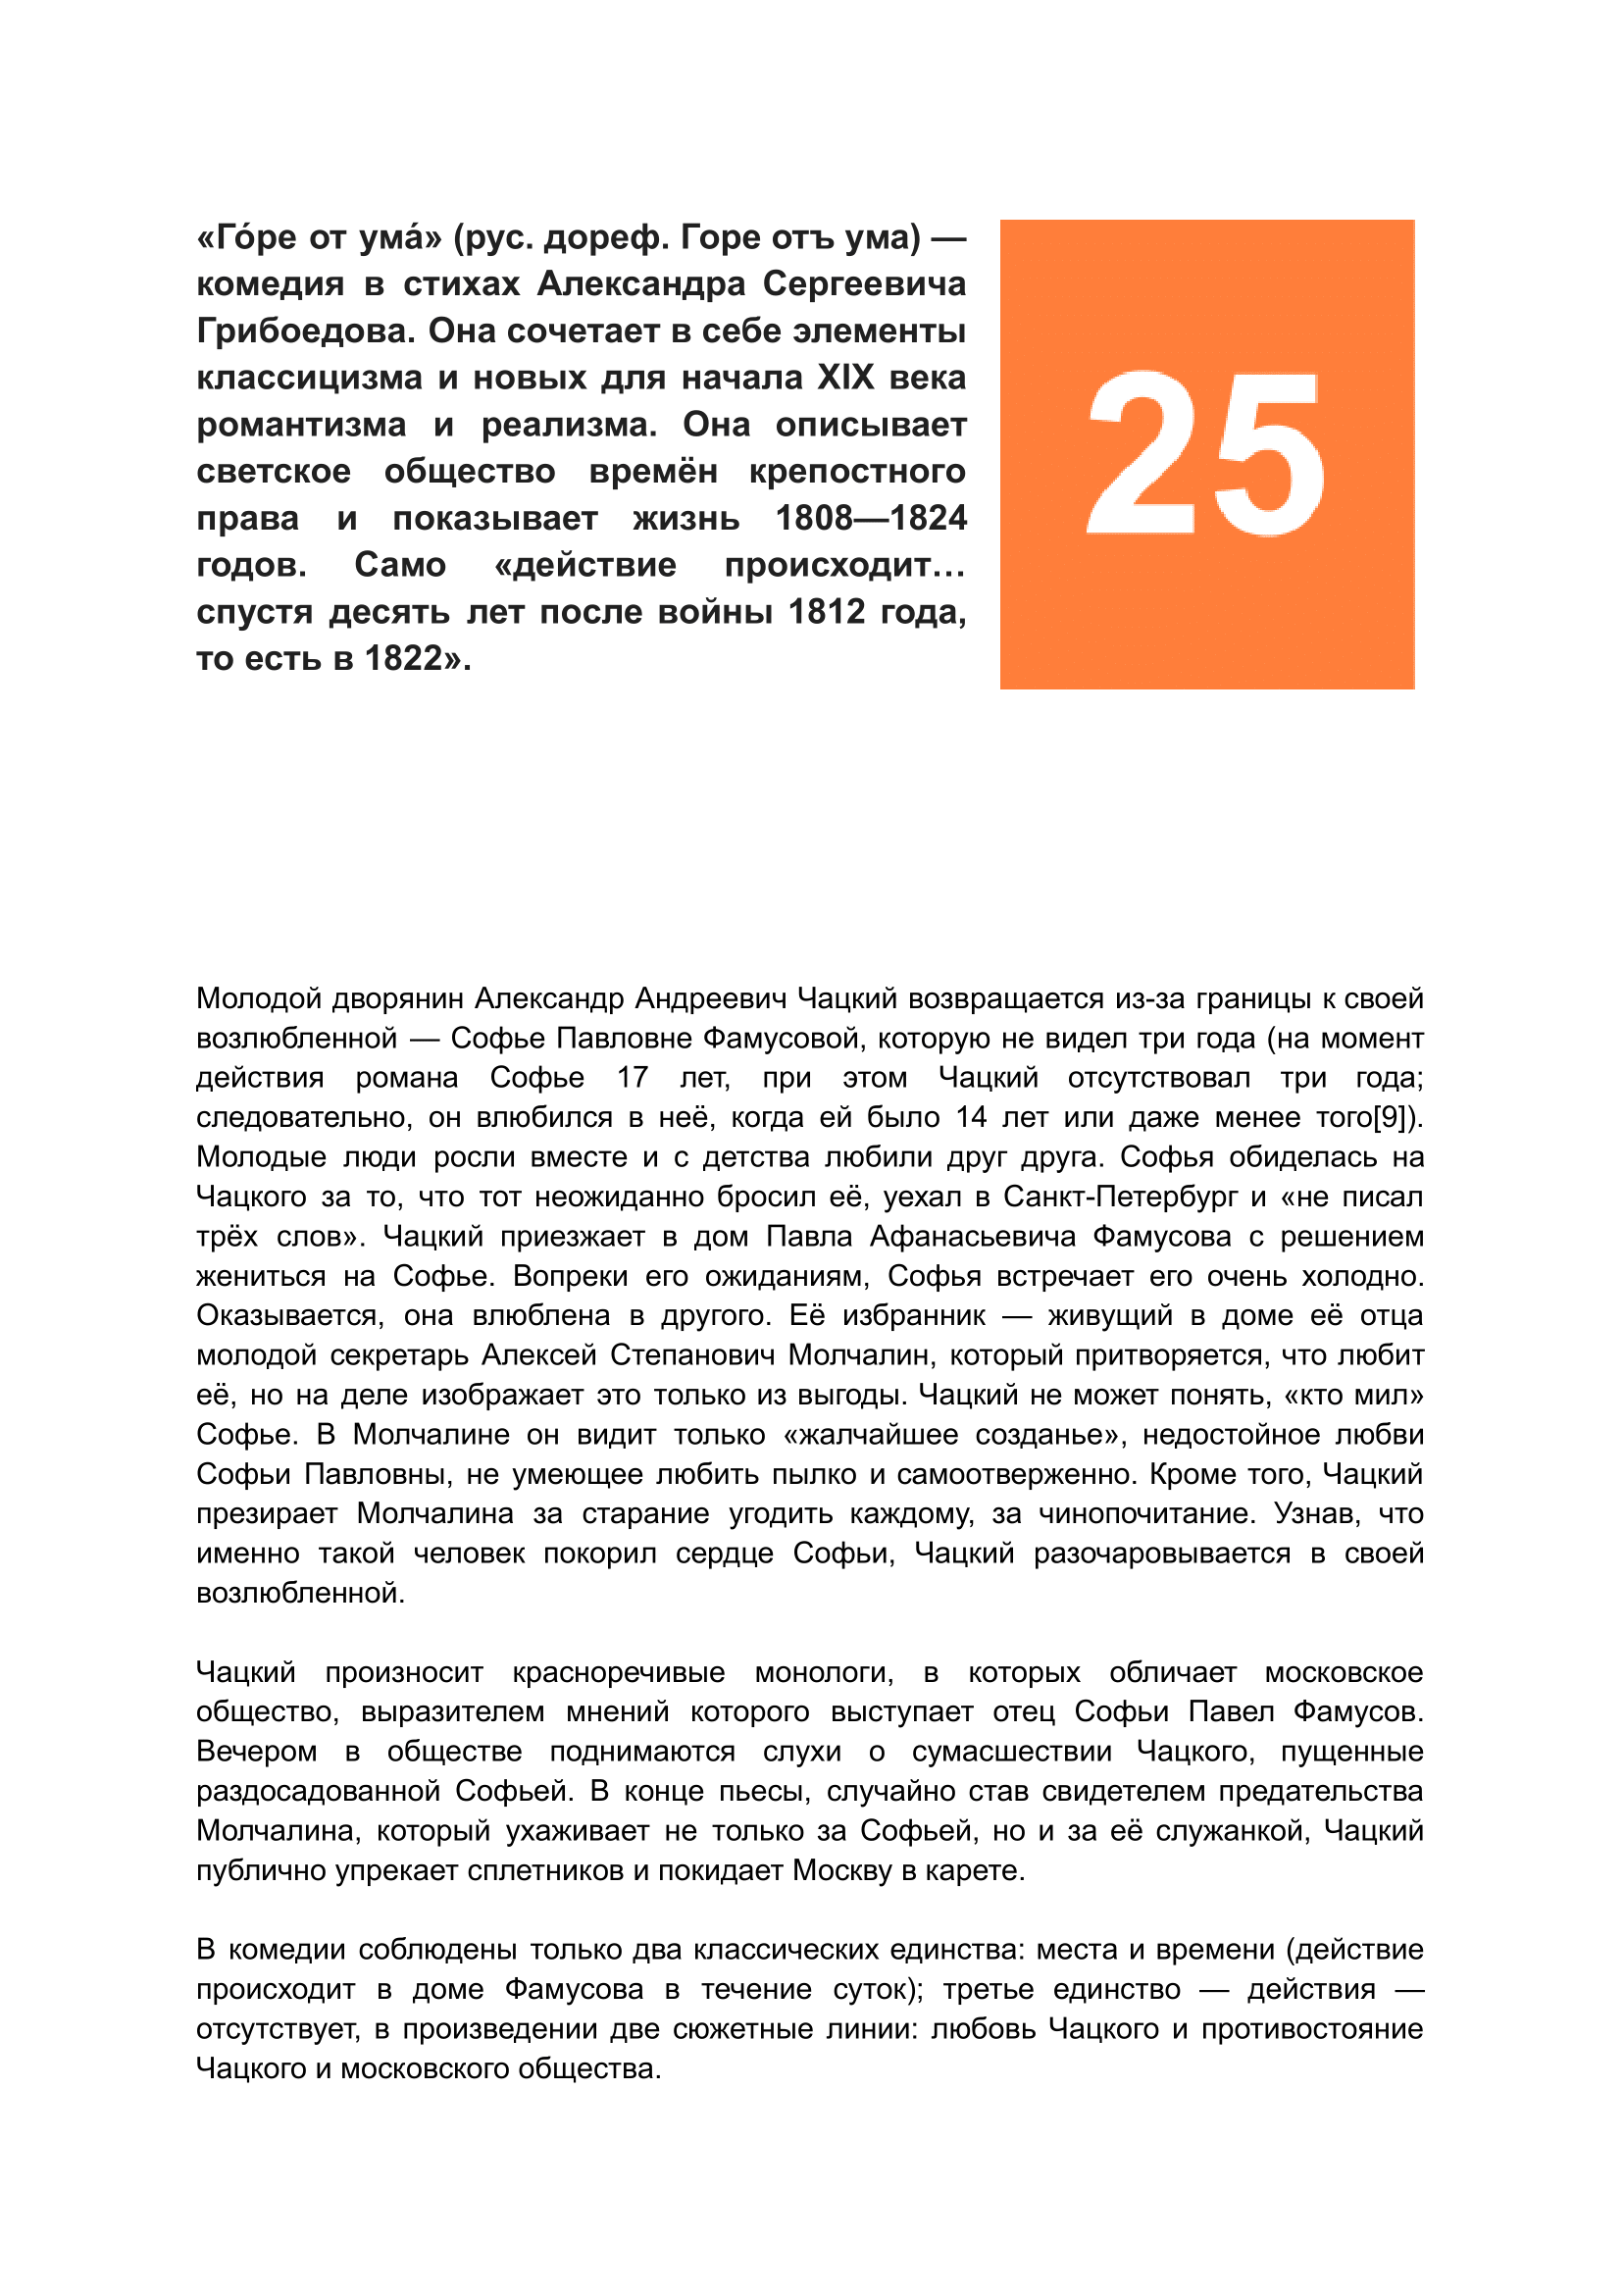 «Го́ре от ума́» (рус. дореф. Горе отъ ума) —
комедия в стихах Александра Сергеевича
Грибоедова. Она сочетает в себе элементы
классицизма и новых для начала XIX века
романтизма и реализма. Она описывает
светское общество времён крепостного
права и показывает жизнь 1808—1824
годов. Само «действие происходит…
спустя десять лет после войны 1812 года,
то есть в 1822».
25
Молодой дворянин Александр Андреевич Чацкий возвращается из-за границы к своей
возлюбленной — Софье Павловне Фамусовой, которую не видел три года (на момент
действия романа Софье 17 лет, при этом Чацкий отсутствовал три года;
следовательно, он влюбился в неё, когда ей было 14 лет или даже менее того[9]).
Молодые люди росли вместе и с детства любили друг друга. Софья обиделась на
Чацкого за то, что тот неожиданно бросил её, уехал в Санкт-Петербург и «не писал
трёх слов». Чацкий приезжает в дом Павла Афанасьевича Фамусова с решением
жениться на Софье. Вопреки его ожиданиям, Софья встречает его очень холодно.
Оказывается, она влюблена в другого. Её избранник — живущий в доме её отца
молодой секретарь Алексей Степанович Молчалин, который притворяется, что любит
её, но на деле изображает это только из выгоды. Чацкий не может понять, «кто мил»
Софье. В Молчалине он видит только «жалчайшее созданье», недостойное любви
Софьи Павловны, не умеющее любить пылко и самоотверженно. Кроме того, Чацкий
презирает Молчалина за старание угодить каждому, за чинопочитание. Узнав, что
именно такой человек покорил сердце Софьи, Чацкий разочаровывается в своей
возлюбленной.
Чацкий произносит красноречивые монологи, в которых обличает московское
общество, выразителем мнений которого выступает отец Софьи Павел Фамусов.
Вечером в обществе поднимаются слухи о сумасшествии Чацкого, пущенные
раздосадованной Софьей. В конце пьесы, случайно став свидетелем предательства
Молчалина, который ухаживает не только за Софьей, но и за её служанкой, Чацкий
публично упрекает сплетников и покидает Москву в карете.
В комедии соблюдены только два классических единства: места и времени (действие
происходит в доме Фамусова в течение суток); третье единство — действия —
отсутствует, в произведении две сюжетные линии: любовь Чацкого и противостояние
Чацкого и московского общества.